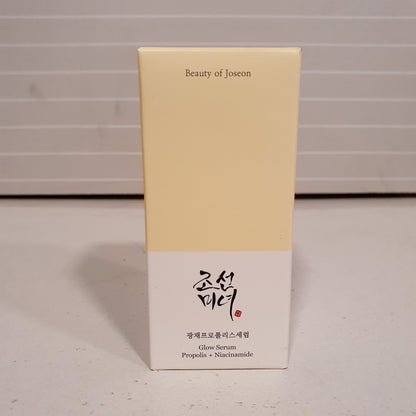 Beauty of Joseon
조선
미녀
광채프로폴리스세럼
Glow Serum
Propolis + Niacinamide